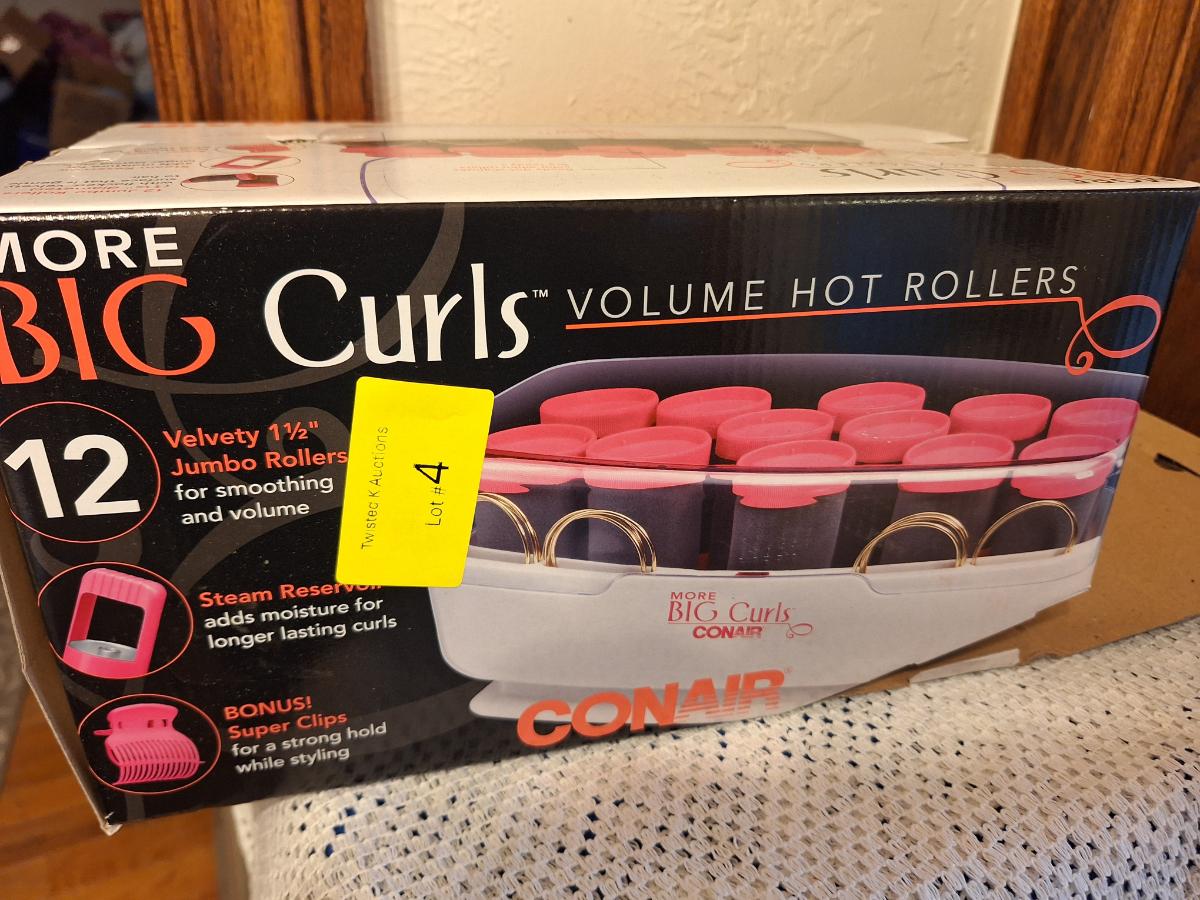 Curls
MORE
BIG Curls™ VOLUME HOT ROLLERS
12
Velvety 1½"
Jumbo Rollers
for smoothing
and volume
Twisted K Auctions
Lot #4
Steam Reservoir
adds moisture for
longer lasting curls
BONUS!
Super Clips
for a strong hold
while styling
MORE
BIG Curls
CONAIR
CONAIR®